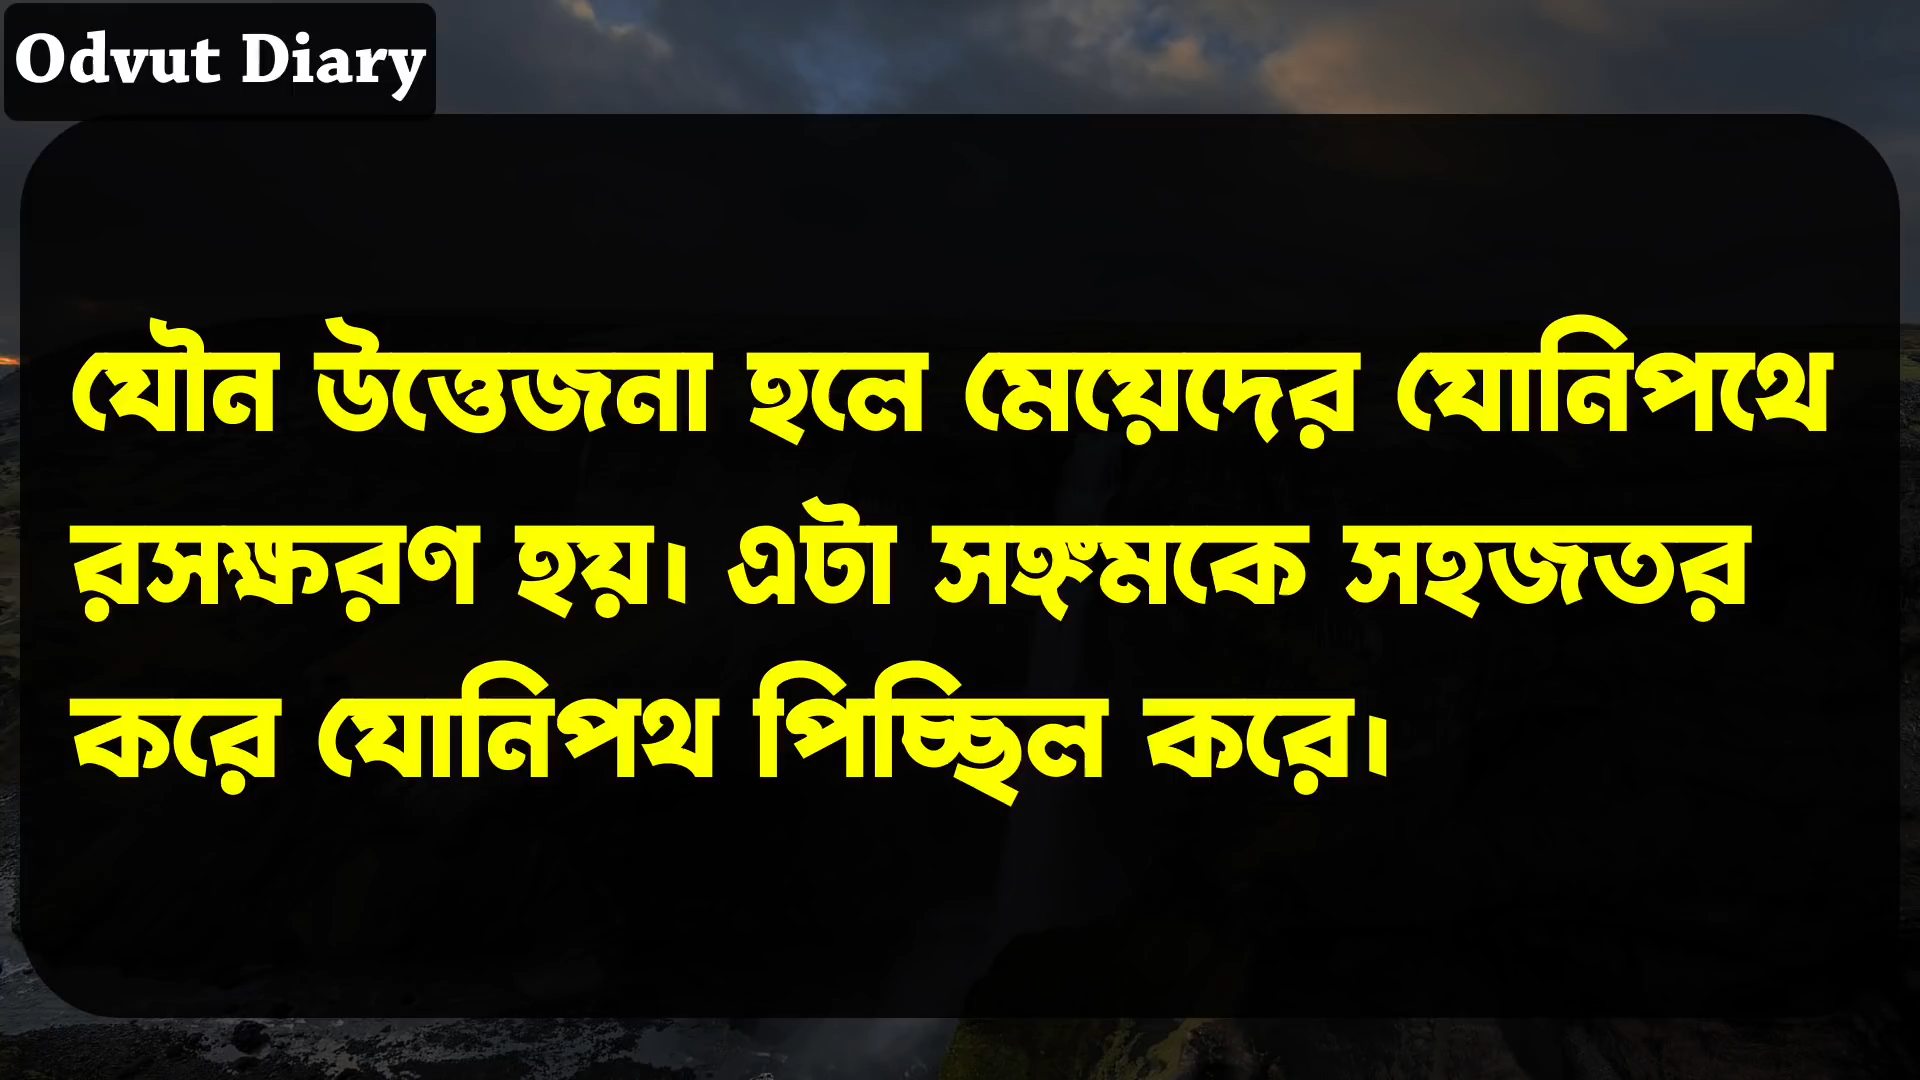 Odvut Diary
যৌন উত্তেজনা হলে মেয়েদের যোনিপথে
রসক্ষরণ হয়। এটা সঙ্গমকে সহজতর
করে যোনিপথ পিচ্ছিল করে।